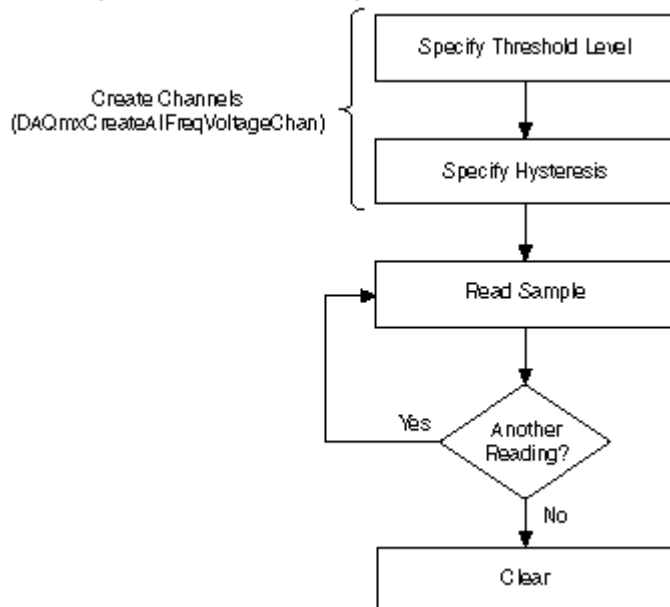 Specify Threshold Level
Create Channels
(DAQmxCreateAIFreqVoltageChan)
Specify Hysteresis
Read Sample
Yes
Another
Reading?
No
Clear